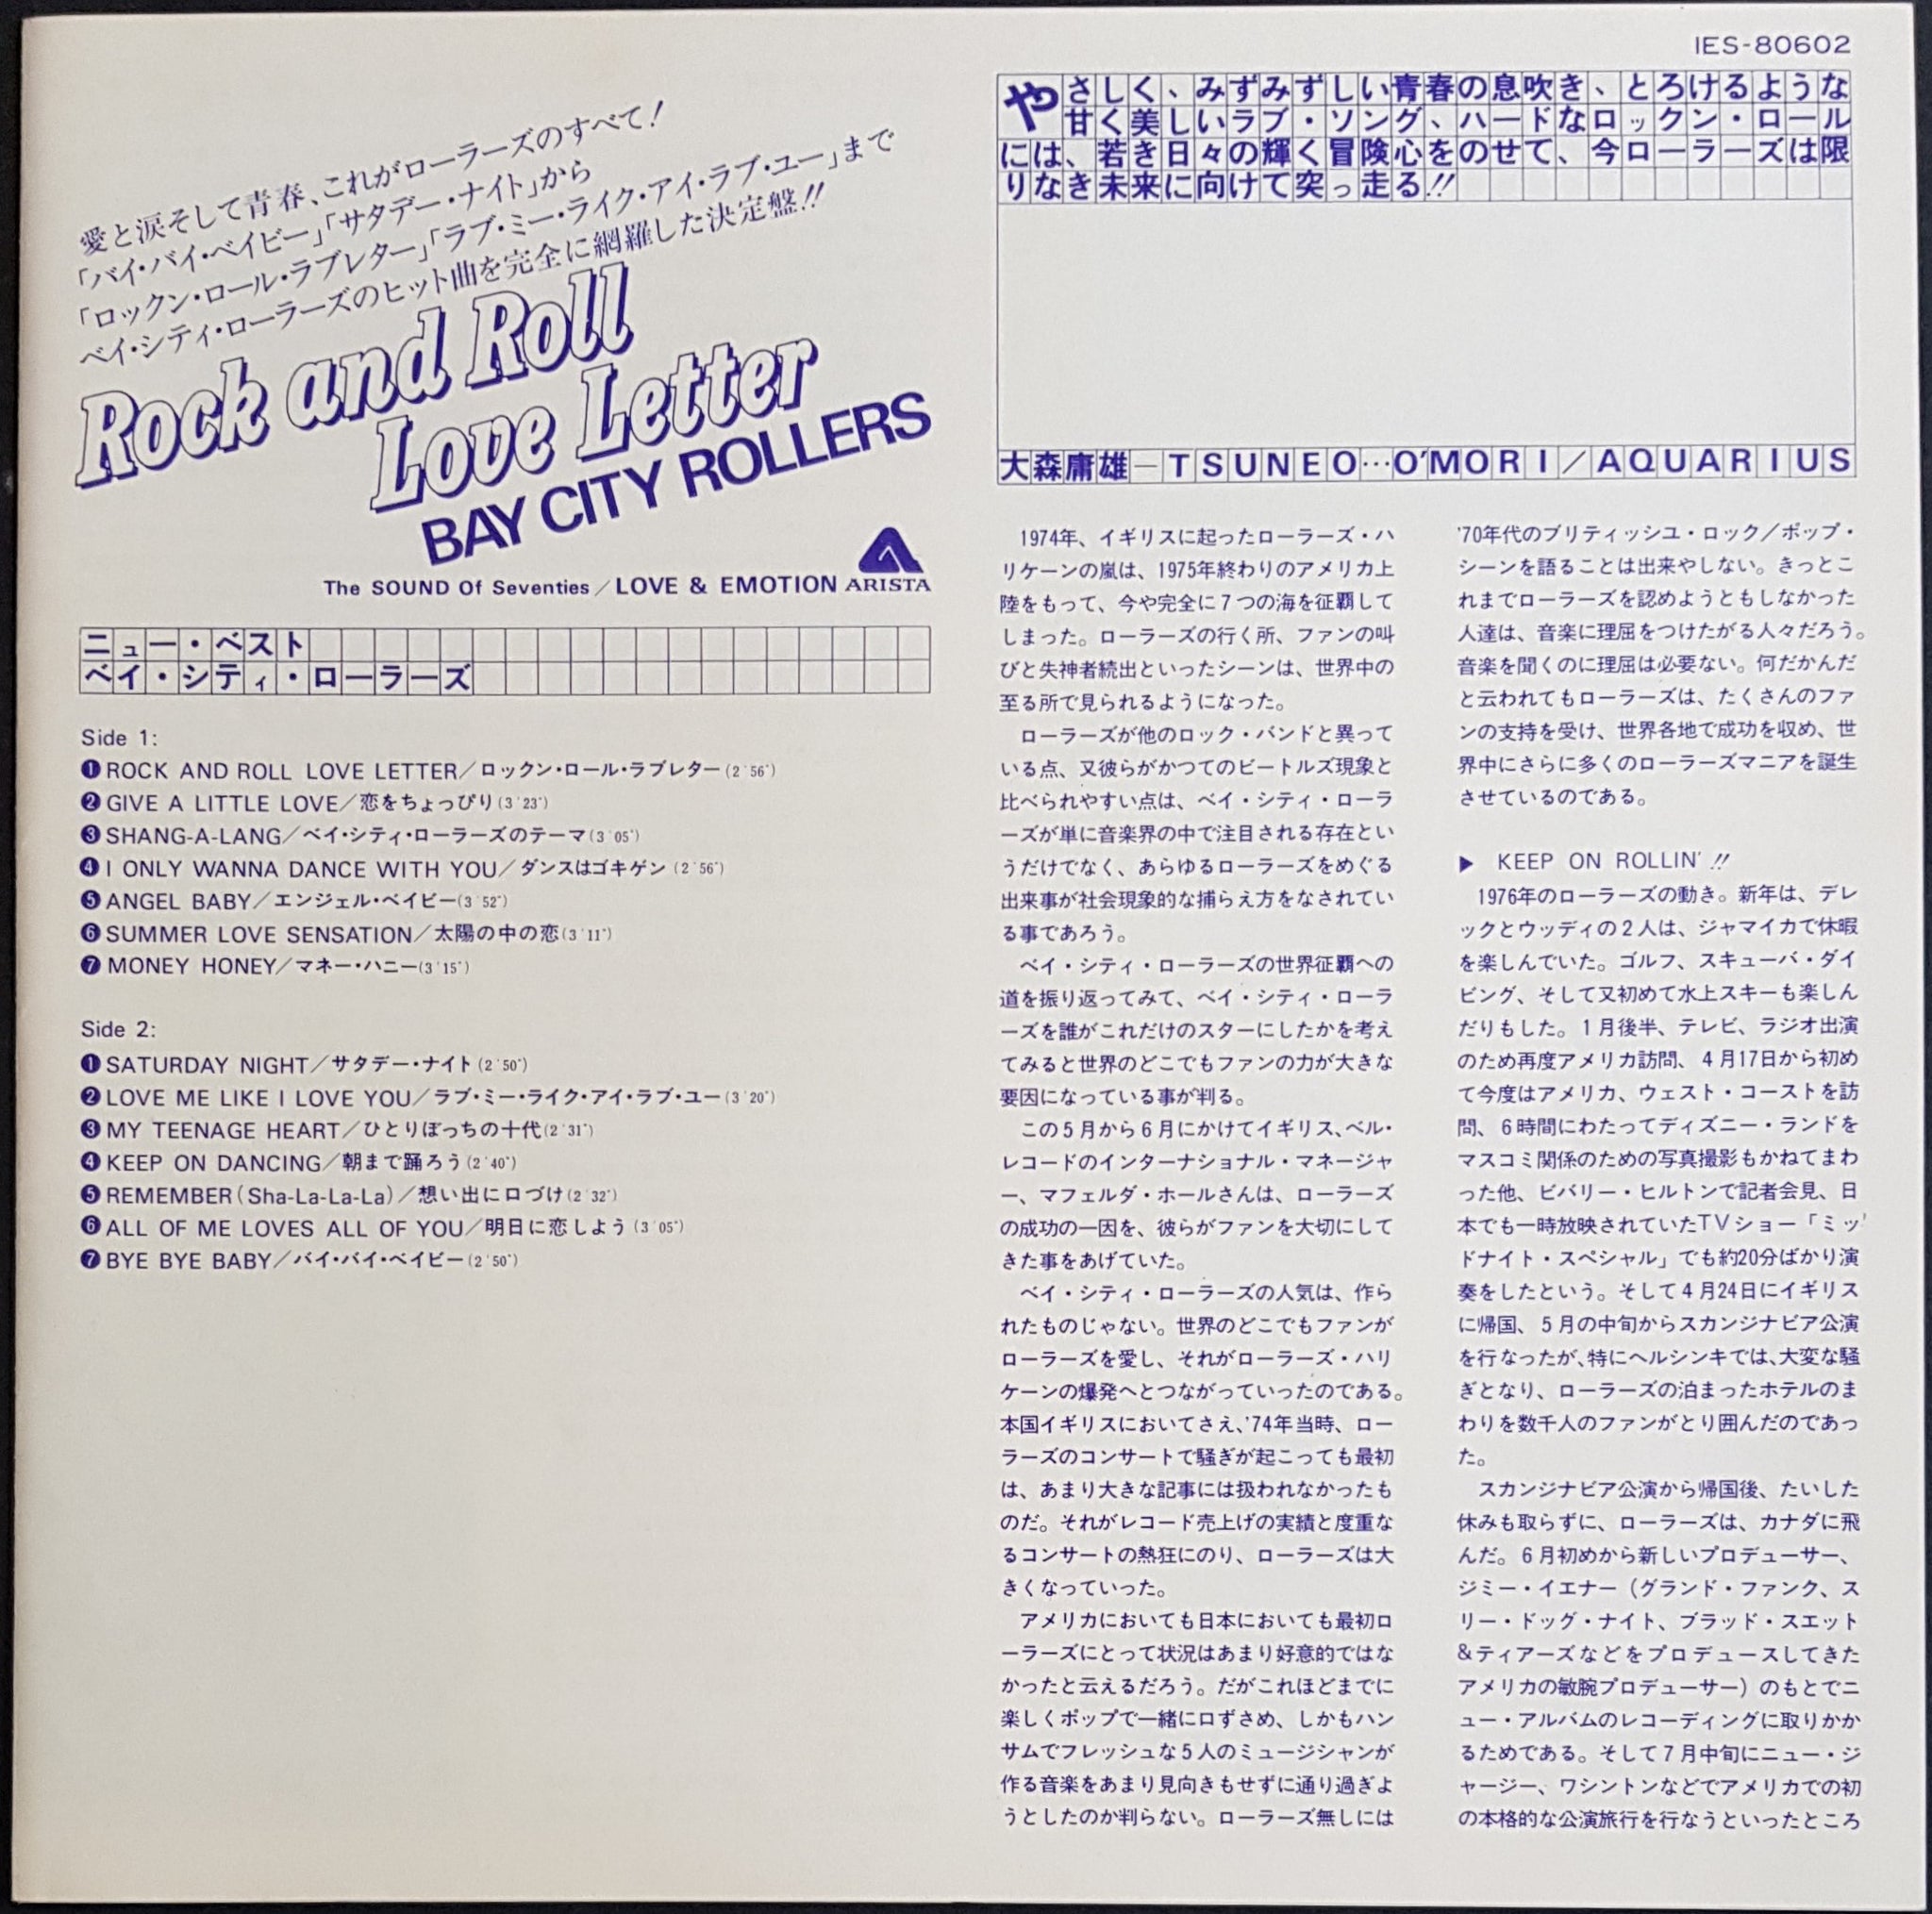 愛と涙そして青春、これがローラーズのすべて!
「バイ・バイ・ベイビー」「サタデー・ナイト」から
「ロックン・ロール・ラブレター」「ラブ・ミー・ライク・アイ・ラブ・ユー」まで
ベイ・シティ・ローラーズのヒット曲を完全に網羅した決定盤!!
Rock and Roll
Love Letter
BAY CITY ROLLERS
The SOUND Of Seventies/LOVE & EMOTION ARISTA
ニュー・ベスト
ベイ・シティ・ローラーズ
Side 1:
❶ROCK AND ROLL LOVE LETTER/ロックン・ロール・ラブレター(2'56")
❷GIVE A LITTLE LOVE/恋をちょっぴり(3'23")
❸SHANG-A-LANG/ベイ・シティ・ローラーズのテーマ(3'05")
❹I ONLY WANNA DANCE WITH YOU/ダンスはゴキゲン(2'56")
❺ANGEL BABY/エンジェル・ベイビー(3'52")
❻SUMMER LOVE SENSATION/太陽の中の恋(3'11")
❼MONEY HONEY/マネー・ハニー(3'15")
Side 2:
❶SATURDAY NIGHT/サタデー・ナイト(2'50")
❷LOVE ME LIKE I LOVE YOU/ラブ・ミー・ライク・アイ・ラブ・ユー(3'20")
❸MY TEENAGE HEART/ひとりぼっちの十代(2'31")
❹KEEP ON DANCING/朝まで踊ろう(2'40")
❺REMEMBER(Sha-La-La-La)/想い出に口づけ(2'32")
❻ALL OF ME LOVES ALL OF YOU/明日に恋しよう(3'05")
❼BYE BYE BABY/バイ・バイ・ベイビー(2'50")
IES-80602
やさしく、みずみずしい青春の息吹き、とろけるような
甘く美しいラブ・ソング、ハードなロックン・ロール
には、若き日々の輝く冒険心をのせて、今ローラーズは限
りなき未来に向けて突っ走る!!
大森庸雄—TSUNEO…O'MORI/AQUARIUS
1974年、イギリスに起ったローラーズ・ハ
リケーンの嵐は、1975年終わりのアメリカ上
陸をもって、今や完全に7つの海を征覇して
しまった。ローラーズの行く所、ファンの叫
びと失神者続出といったシーンは、世界中の
至る所で見られるようになった。
ローラーズが他のロック・バンドと異って
いる点、又彼らがかつてのビートルズ現象と
比べられやすい点は、ベイ・シティ・ローラ
ーズが単に音楽界の中で注目される存在とい
うだけでなく、あらゆるローラーズをめぐる
出来事が社会現象的な捕らえ方をなされてい
る事であろう。
ベイ・シティ・ローラーズの世界征覇への
道を振り返ってみて、ベイ・シティ・ローラ
ーズを誰がこれだけのスターにしたかを考え
てみると世界のどこでもファンの力が大きな
要因になっている事が判る。
この5月から6月にかけてイギリス、ベル・
レコードのインターナショナル・マネージャ
ー、マフェルダ・ホールさんは、ローラーズ
の成功の一因を、彼らがファンを大切にして
きた事をあげていた。
ベイ・シティ・ローラーズの人気は、作ら
れたものじゃない。世界のどこでもファンが
ローラーズを愛し、それがローラーズ・ハリ
ケーンの爆発へとつながっていったのである。
本国イギリスにおいてさえ、'74年当時、ロー
ラーズのコンサートで騒ぎが起こっても最初
は、あまり大きな記事には扱われなかったも
のだ。それがレコード売上げの実績と度重な
るコンサートの熱狂にのり、ローラーズは大
きくなっていった。
アメリカにおいても日本においても最初ロ
ーラーズにとって状況はあまり好意的ではな
かったと云えるだろう。だがこれほどまでに
楽しくポップで一緒に口ずさめ、しかもハン
サムでフレッシュな5人のミュージシャンが
作る音楽をあまり見向きもせずに通り過ぎよ
うとしたのか判らない。ローラーズ無しには
'70年代のブリティッシュ・ロック/ポップ・
シーンを語ることは出来やしない。きっとこ
れまでローラーズを認めようともしなかった
人達は、音楽に理屈をつけたがる人々だろう。
音楽を聞くのに理屈は必要ない。何だかんだ
と云われてもローラーズは、たくさんのファ
ンの支持を受け、世界各地で成功を収め、世
界中にさらに多くのローラーズマニアを誕生
させているのである。
▶ KEEP ON ROLLIN' !!
1976年のローラーズの動き。新年は、デレ
ックとウッディの2人は、ジャマイカで休暇
を楽しんでいた。ゴルフ、スキューバ・ダイ
ビング、そして又初めて水上スキーも楽しん
だりもした。1月後半、テレビ、ラジオ出演
のため再度アメリカ訪問、4月17日から初め
て今度はアメリカ、ウェスト・コーストを訪
問、6時間にわたってディズニー・ランドを
マスコミ関係のための写真撮影もかねてまわ
った他、ビバリー・ヒルトンで記者会見、日
本でも一時放映されていたTVショー「ミッ
ドナイト・スペシャル」でも約20分ばかり演
奏をしたという。そして4月24日にイギリス
に帰国、5月の中旬からスカンジナビア公演
を行なったが、特にヘルシンキでは、大変な騒
ぎとなり、ローラーズの泊まったホテルのま
わりを数千人のファンがとり囲んだのであっ
た。
スカンジナビア公演から帰国後、たいした
休みも取らずに、ローラーズは、カナダに飛
んだ。6月初めから新しいプロデューサー、
ジミー・イエナー(グランド・ファンク、ス
リー・ドッグ・ナイト、ブラッド・スエット
&ティアーズなどをプロデュースしてきた
アメリカの敏腕プロデューサー)のもとでニ
ュー・アルバムのレコーディングに取りかか
るためである。そして7月中旬にニュー・ジ
ャージー、ワシントンなどでアメリカでの初
の本格的な公演旅行を行なうといったところ